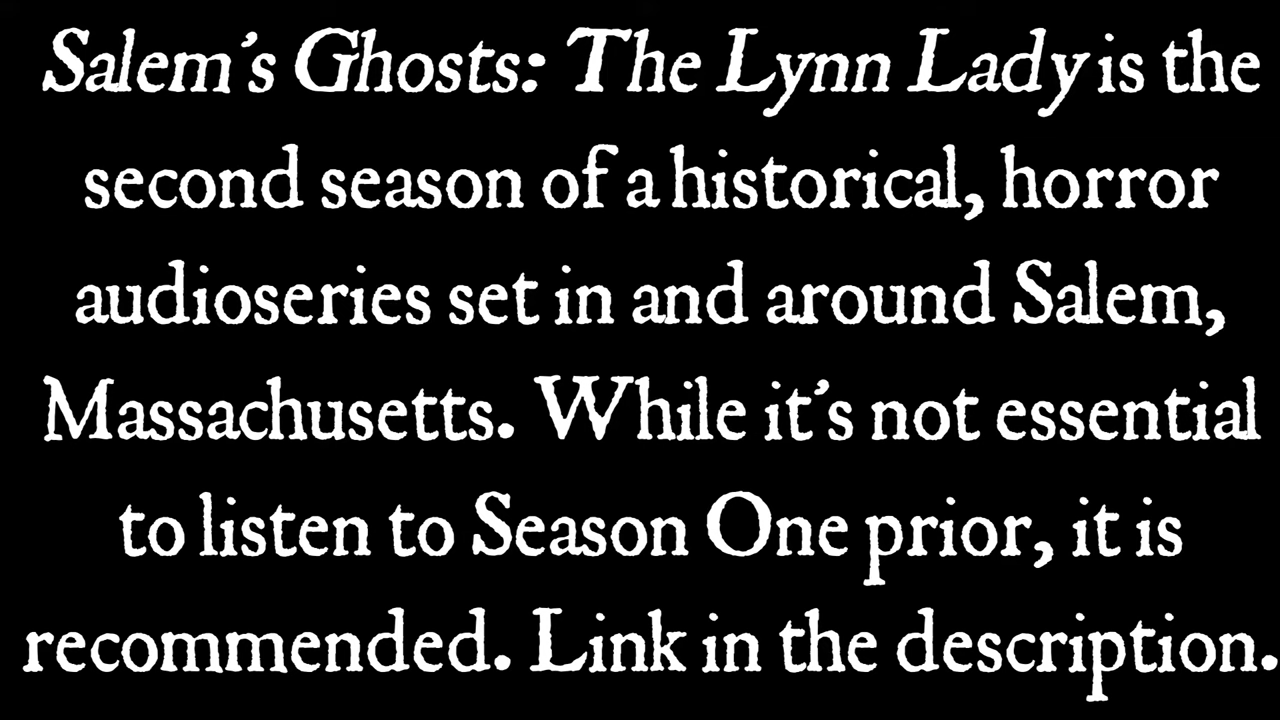 Salem's Ghosts: The Lynn Lady is the
second season of a historical, horror
audioseries set in and around Salem,
Massachusetts. While it's not essential
to listen to Season One prior, it is
recommended. Link in the description.